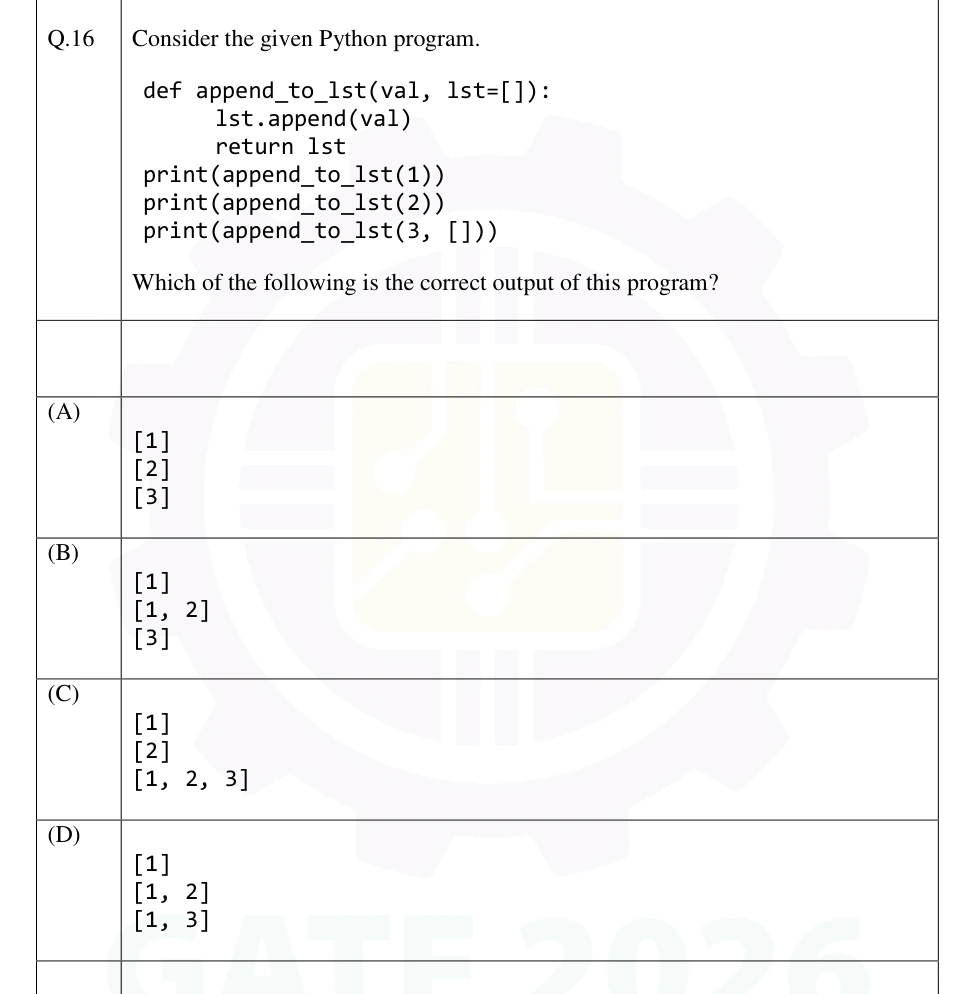 Q.16 Consider the given Python program.
def append_to_lst(val, lst=[]):
lst.append(val)
return lst
print(append_to_lst(1))
print(append_to_lst(2))
print(append_to_lst(3, []))
Which of the following is the correct output of this program?
(A)
[1]
[2]
[3]
(B)
[1]
[1, 2]
[3]
(C)
[1]
[2]
[1, 2, 3]
(D)
[1]
[1, 2]
[1, 3]
GATE 2026